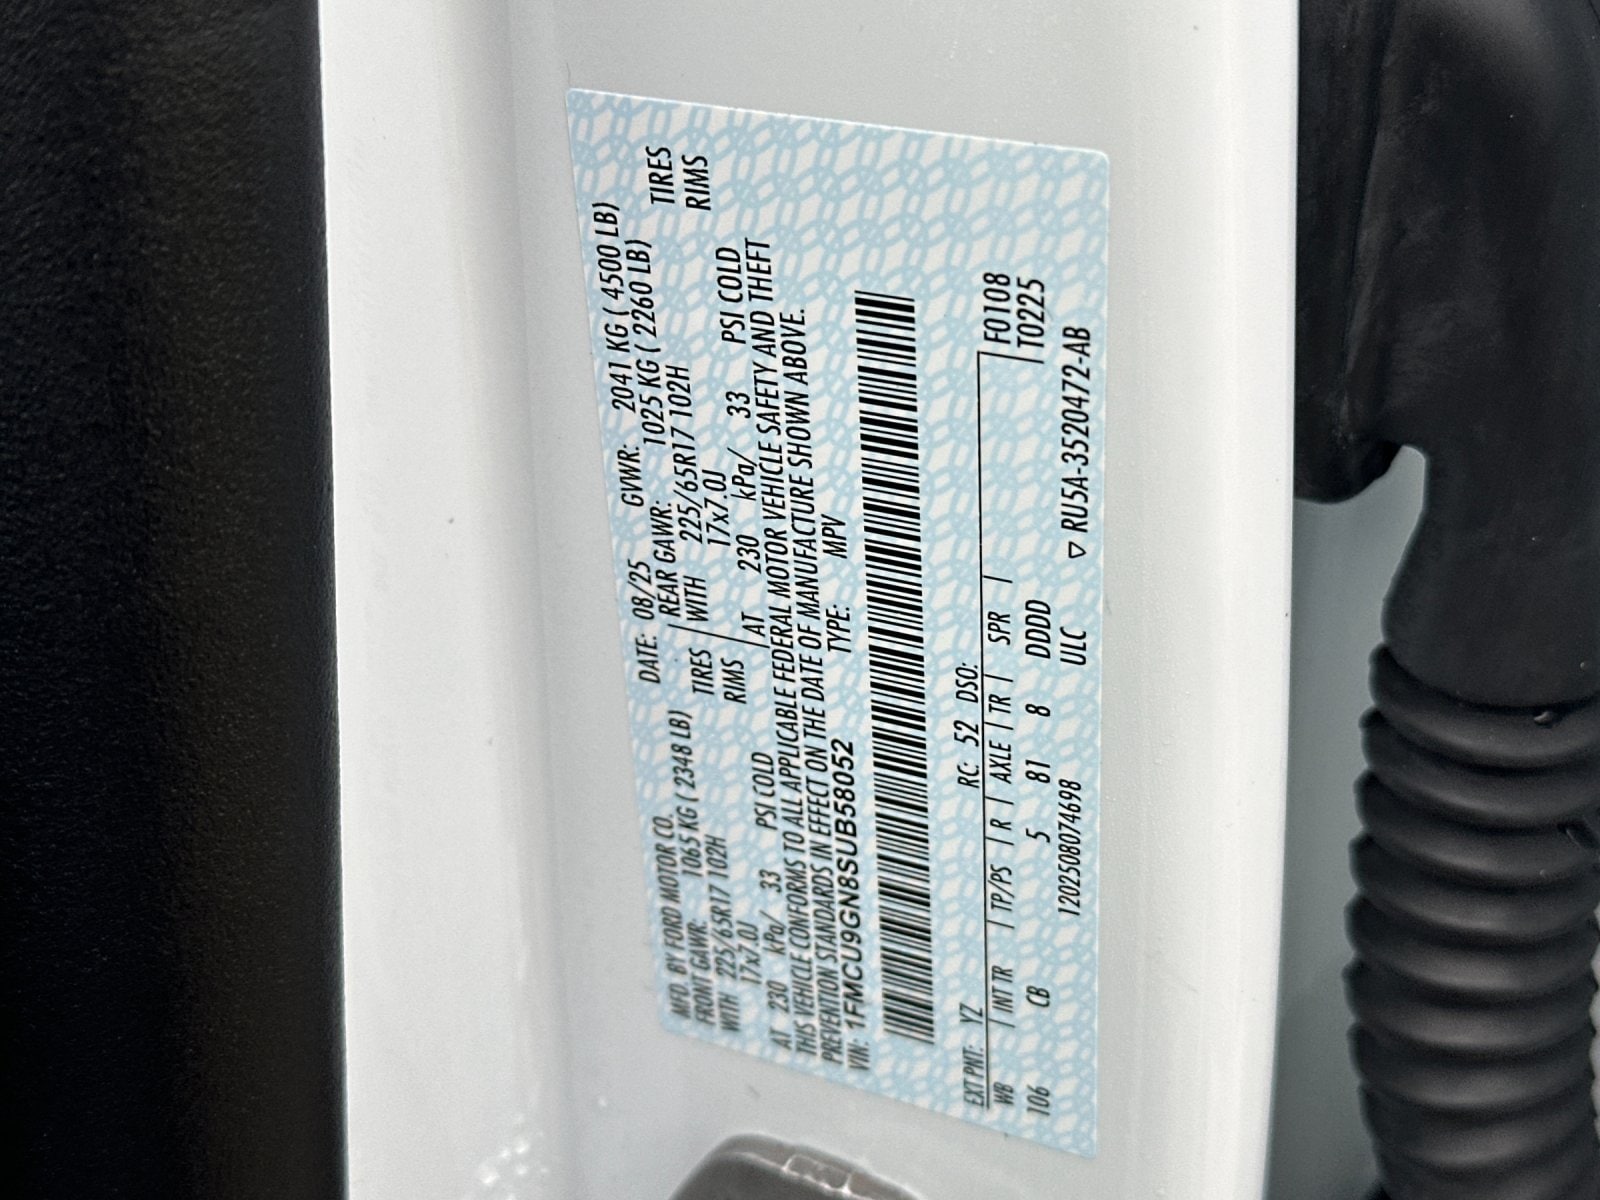 MFD. BY FORD MOTOR CO. DATE: 08/25 GVWR: 2041 KG ( 4500 LB)
FRONT GAWR: 1065 KG ( 2348 LB) REAR GAWR: 1025 KG ( 2260 LB)
WITH 225/65R17 102H TIRES WITH 225/65R17 102H TIRES
17x7.0J RIMS 17x7.0J RIMS
AT 230 kPa/ 33 PSI COLD AT 230 kPa/ 33 PSI COLD
THIS VEHICLE CONFORMS TO ALL APPLICABLE FEDERAL MOTOR VEHICLE SAFETY AND THEFT
PREVENTION STANDARDS IN EFFECT ON THE DATE OF MANUFACTURE SHOWN ABOVE.
VIN: 1FMCU9GN8SUB58052 TYPE: MPV
EXT PNT: YZ RC: 52 DSO: F0108
WB | INT TR | TP/PS | R | AXLE | TR | SPR | T0225
106 CB 5 81 8 DDDD
1202508074698 ULC ▽ RU5A-3520472-AB